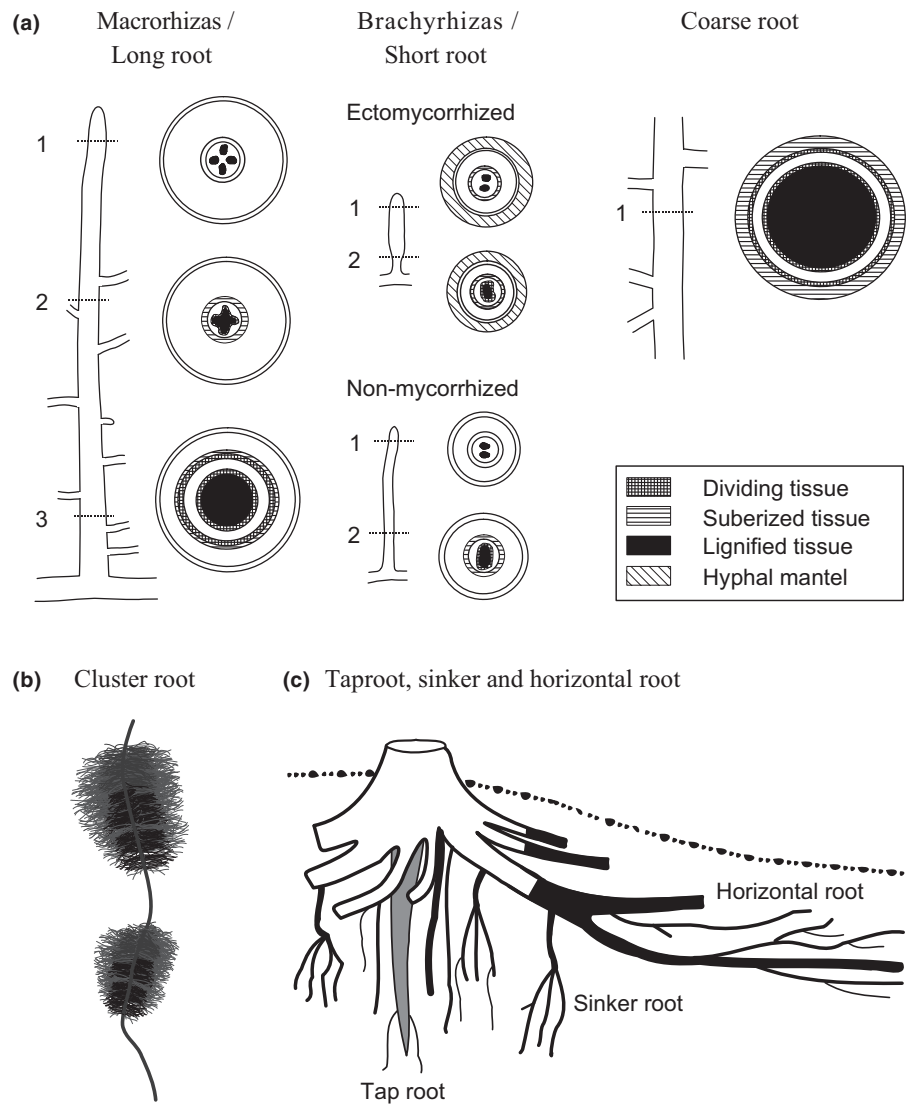 (a) Macrorhizas /
Long root
Brachyrhizas /
Short root
Coarse root
1
2
3
Ectomycorrhized
1
2
Non-mycorrhized
1
2
1
Dividing tissue
Suberized tissue
Lignified tissue
Hyphal mantel
(b) Cluster root
(c) Taproot, sinker and horizontal root
Horizontal root
Sinker root
Tap root